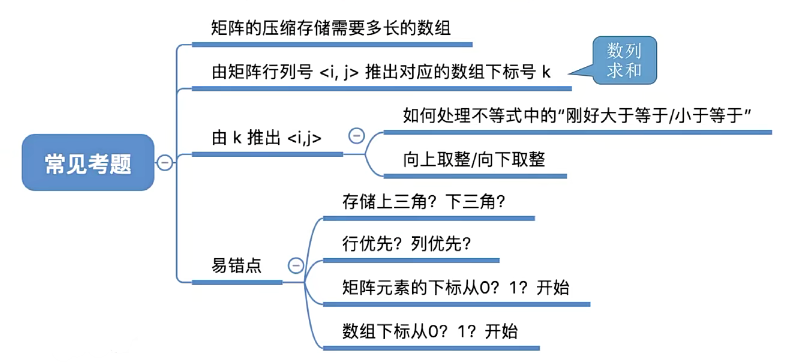 矩阵的压缩存储需要多长的数组
由矩阵行列号 <i, j> 推出对应的数组下标号 k
数列
求和
常见考题
由 k 推出 <i,j>
如何处理不等式中的“刚好大于等于/小于等于”
向上取整/向下取整
易错点
存储上三角？下三角？
行优先？列优先？
矩阵元素的下标从0？1？开始
数组下标从0？1？开始